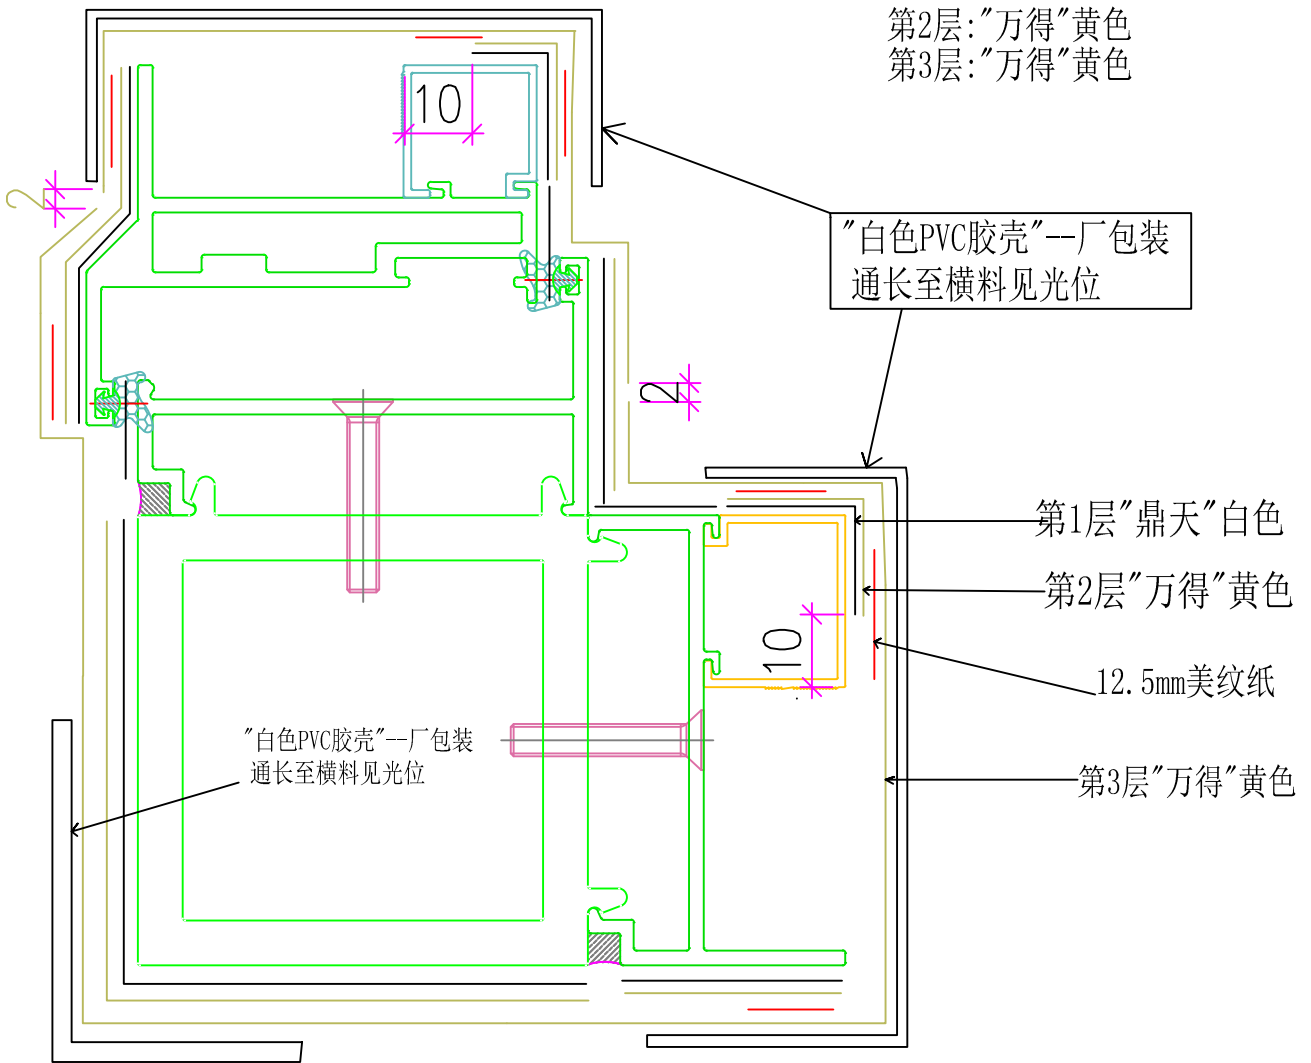 第2层:"万得"黄色
第3层:"万得"黄色
10
2
"白色PVC胶壳"--厂包装
通长至横料见光位
2
第1层"鼎天"白色
第2层"万得"黄色
10
12.5mm美纹纸
"白色PVC胶壳"--厂包装
通长至横料见光位
第3层"万得"黄色